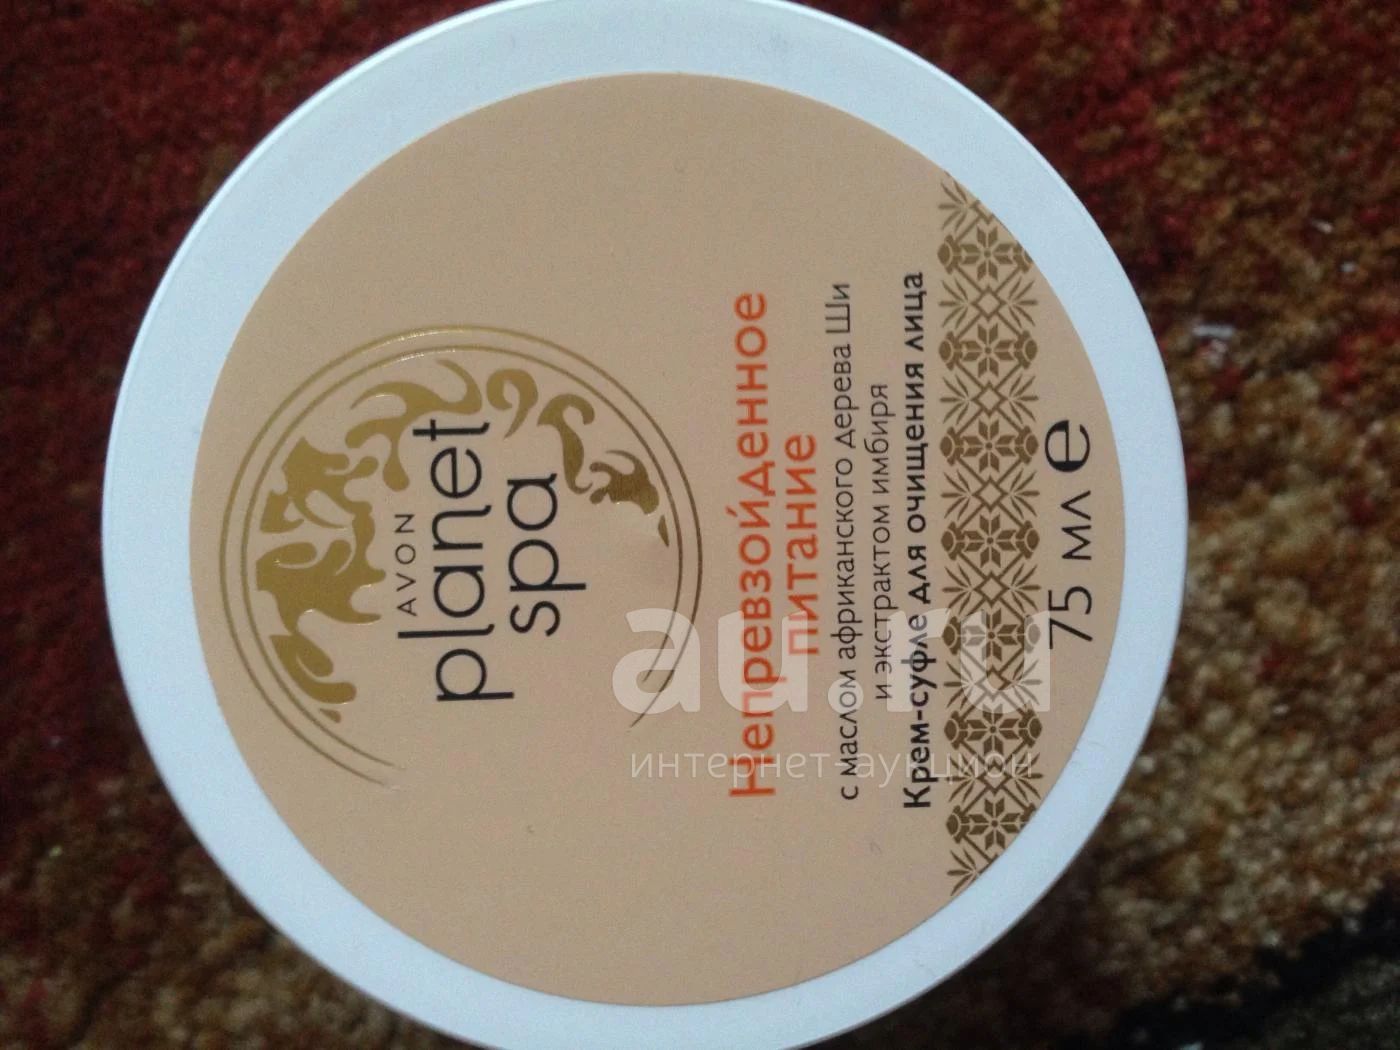 AVON
planet
spa
Непревзойденное
питание
с маслом африканского дерева Ши
и экстрактом имбиря
Крем-суфле для очищения лица
75 мл e
au.ru
интернет-аукцион